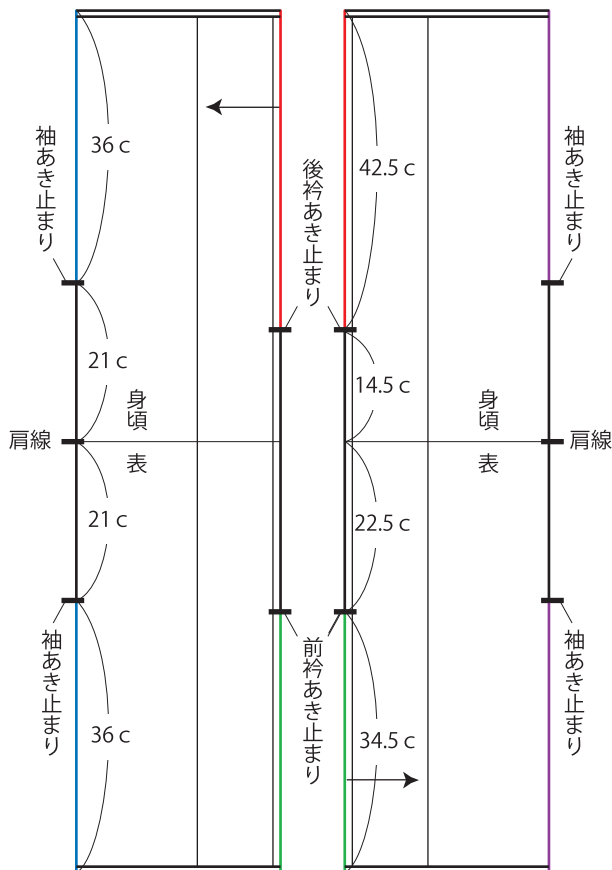 36 c
袖あき止まり
21 c
身頃
表
肩線
21 c
袖あき止まり
36 c
後衿あき止まり
前衿あき止まり
42.5 c
14.5 c
22.5 c
34.5 c
袖あき止まり
身頃
表
肩線
袖あき止まり